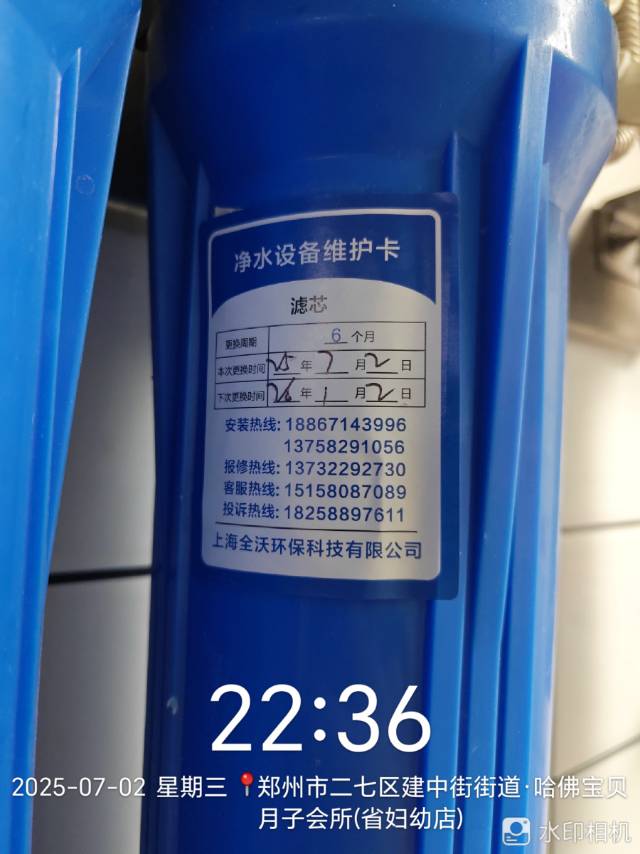 净水设备维护卡
滤芯
更换周期 6 个月
本次更换时间 25 年 7 月 2 日
下次更换时间 26 年 1 月 2 日
安装热线: 18867143996
13758291056
报修热线: 13732292730
客服热线: 15158087089
投诉热线: 18258897611
上海全沃环保科技有限公司
22:36
2025-07-02 星期三 📍郑州市二七区建中街街道·哈佛宝贝
月子会所(省妇幼店)
水印相机